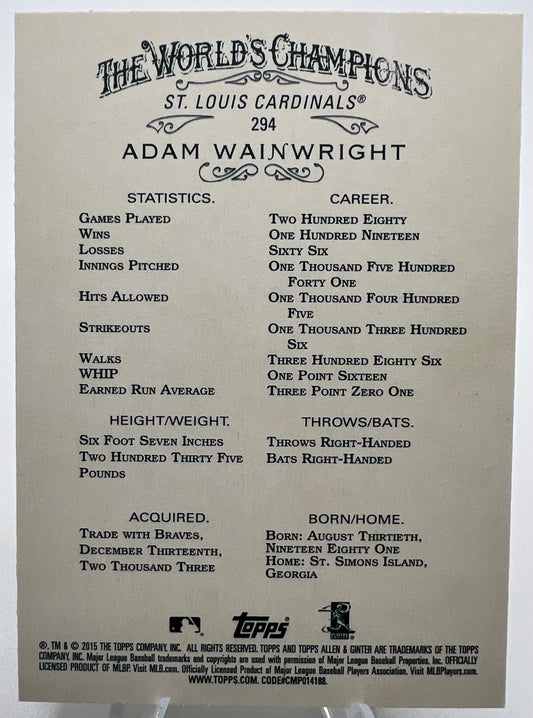 THE WORLD'S CHAMPIONS
ST. LOUIS CARDINALS®
294
ADAM WAINWRIGHT
STATISTICS. CAREER.
GAMES PLAYED TWO HUNDRED EIGHTY
WINS ONE HUNDRED NINETEEN
LOSSES SIXTY SIX
INNINGS PITCHED ONE THOUSAND FIVE HUNDRED
FORTY ONE
HITS ALLOWED ONE THOUSAND FOUR HUNDRED
FIVE
STRIKEOUTS ONE THOUSAND THREE HUNDRED
SIX
WALKS THREE HUNDRED EIGHTY SIX
WHIP ONE POINT SIXTEEN
EARNED RUN AVERAGE THREE POINT ZERO ONE
HEIGHT/WEIGHT. THROWS/BATS.
SIX FOOT SEVEN INCHES THROWS RIGHT-HANDED
TWO HUNDRED THIRTY FIVE BATS RIGHT-HANDED
POUNDS
ACQUIRED. BORN/HOME.
TRADE WITH BRAVES, BORN: AUGUST THIRTIETH,
DECEMBER THIRTEENTH, NINETEEN EIGHTY ONE
TWO THOUSAND THREE HOME: ST. SIMONS ISLAND,
GEORGIA
Topps
®, TM & © 2015 THE TOPPS COMPANY, INC. ALL RIGHTS RESERVED. TOPPS AND TOPPS ALLEN & GINTER ARE TRADEMARKS OF THE TOPPS
COMPANY, INC. Major League Baseball trademarks and copyrights are used with permission of Major League Baseball Properties, Inc. OFFICIALLY
LICENSED PRODUCT OF MLBP. Visit MLB.com. Officially Licensed Product of Major League Baseball Players Association. Visit MLBPlayers.com.
WWW.TOPPS.COM. CODE#CMP014188.